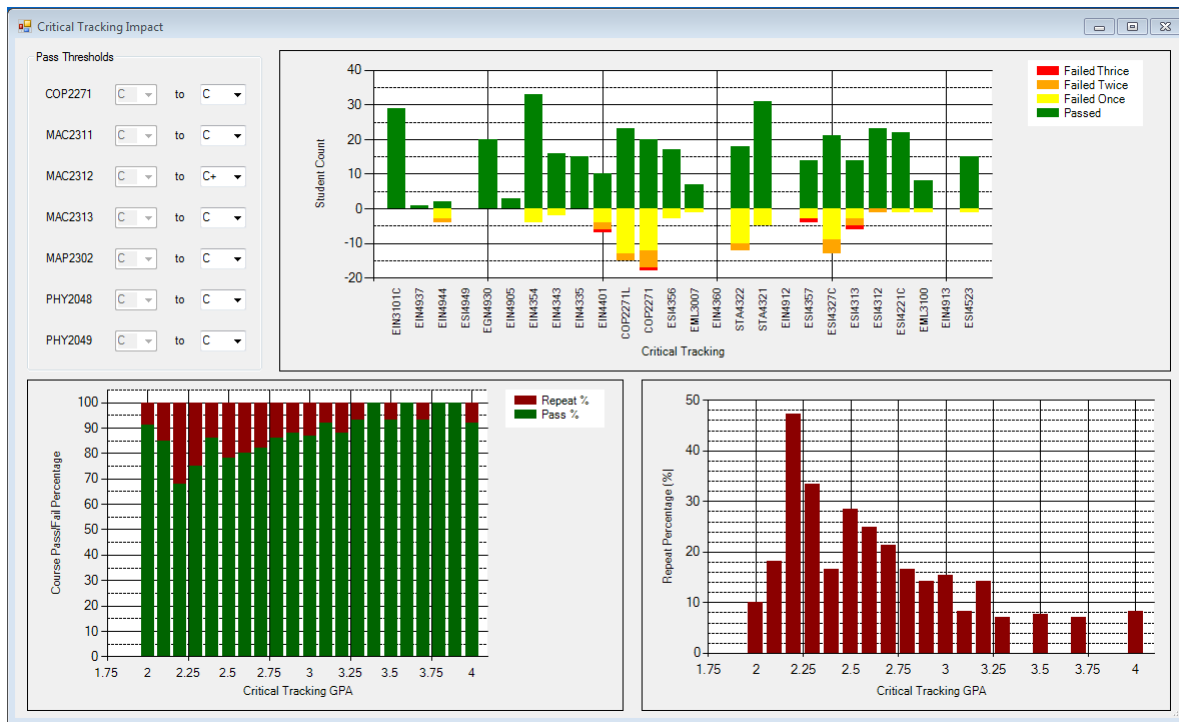 Critical Tracking Impact
Pass Thresholds
COP2271 C to C
MAC2311 C to C
MAC2312 C to C+
MAC2313 C to C
MAP2302 C to C
PHY2048 C to C
PHY2049 C to C
Student Count
40
30
20
10
0
-10
-20
EIN3101C
EIN4937
EIN4944
ESI4949
EGN4930
EIN4905
EIN4354
EIN4343
EIN4335
EIN4401
COP2271L
COP2271
ESI4356
EML3007
EIN4360
STA4322
STA4321
EIN4912
ESI4357
ESI4327C
ESI4313
ESI4312
ESI4221C
EML3100
EIN4913
ESI4523
Critical Tracking
Failed Thrice
Failed Twice
Failed Once
Passed
Course Pass/Fail Percentage
100
90
80
70
60
50
40
30
20
10
0
1.75 2 2.25 2.5 2.75 3 3.25 3.5 3.75 4
Critical Tracking GPA
Repeat %
Pass %
Repeat Percentage (%)
50
40
30
20
10
0
1.75 2 2.25 2.5 2.75 3 3.25 3.5 3.75 4
Critical Tracking GPA